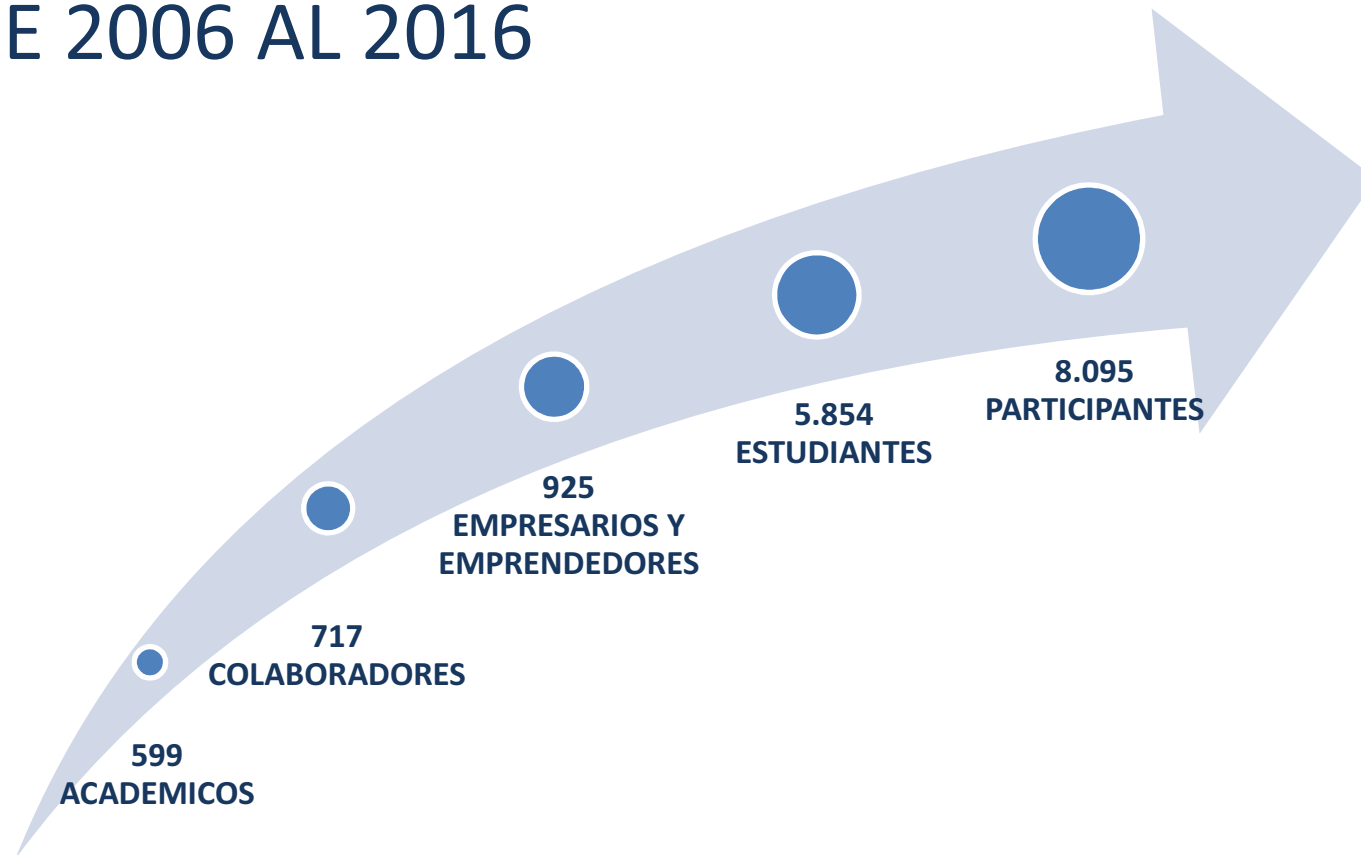 E 2006 AL 2016
8.095
PARTICIPANTES
5.854
ESTUDIANTES
925
EMPRESARIOS Y
EMPRENDEDORES
717
COLABORADORES
599
ACADEMICOS